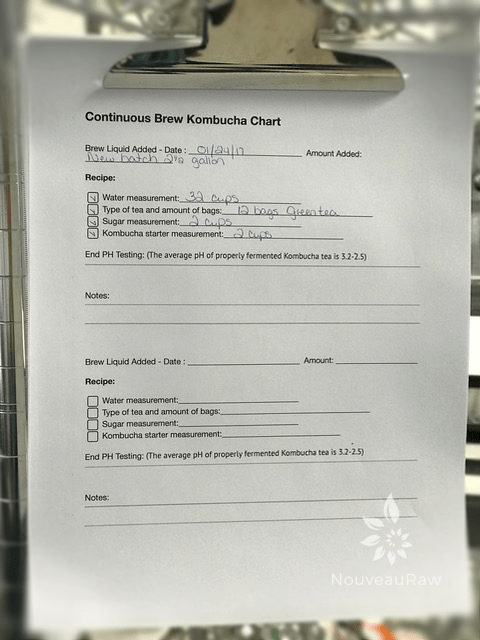 Continuous Brew Kombucha Chart
Brew Liquid Added - Date : 01/24/17 Amount Added:
New batch 2½ gallon
Recipe:
Water measurement: 32 cups
Type of tea and amount of bags: 12 bags Green tea
Sugar measurement: 2 cups
Kombucha starter measurement: 2 cups
End PH Testing: (The average pH of properly fermented Kombucha tea is 3.2-2.5)
Notes:
Brew Liquid Added - Date : Amount:
Recipe:
Water measurement:
Type of tea and amount of bags:
Sugar measurement:
Kombucha starter measurement:
End PH Testing: (The average pH of properly fermented Kombucha tea is 3.2-2.5)
Notes:
NouveauRaw